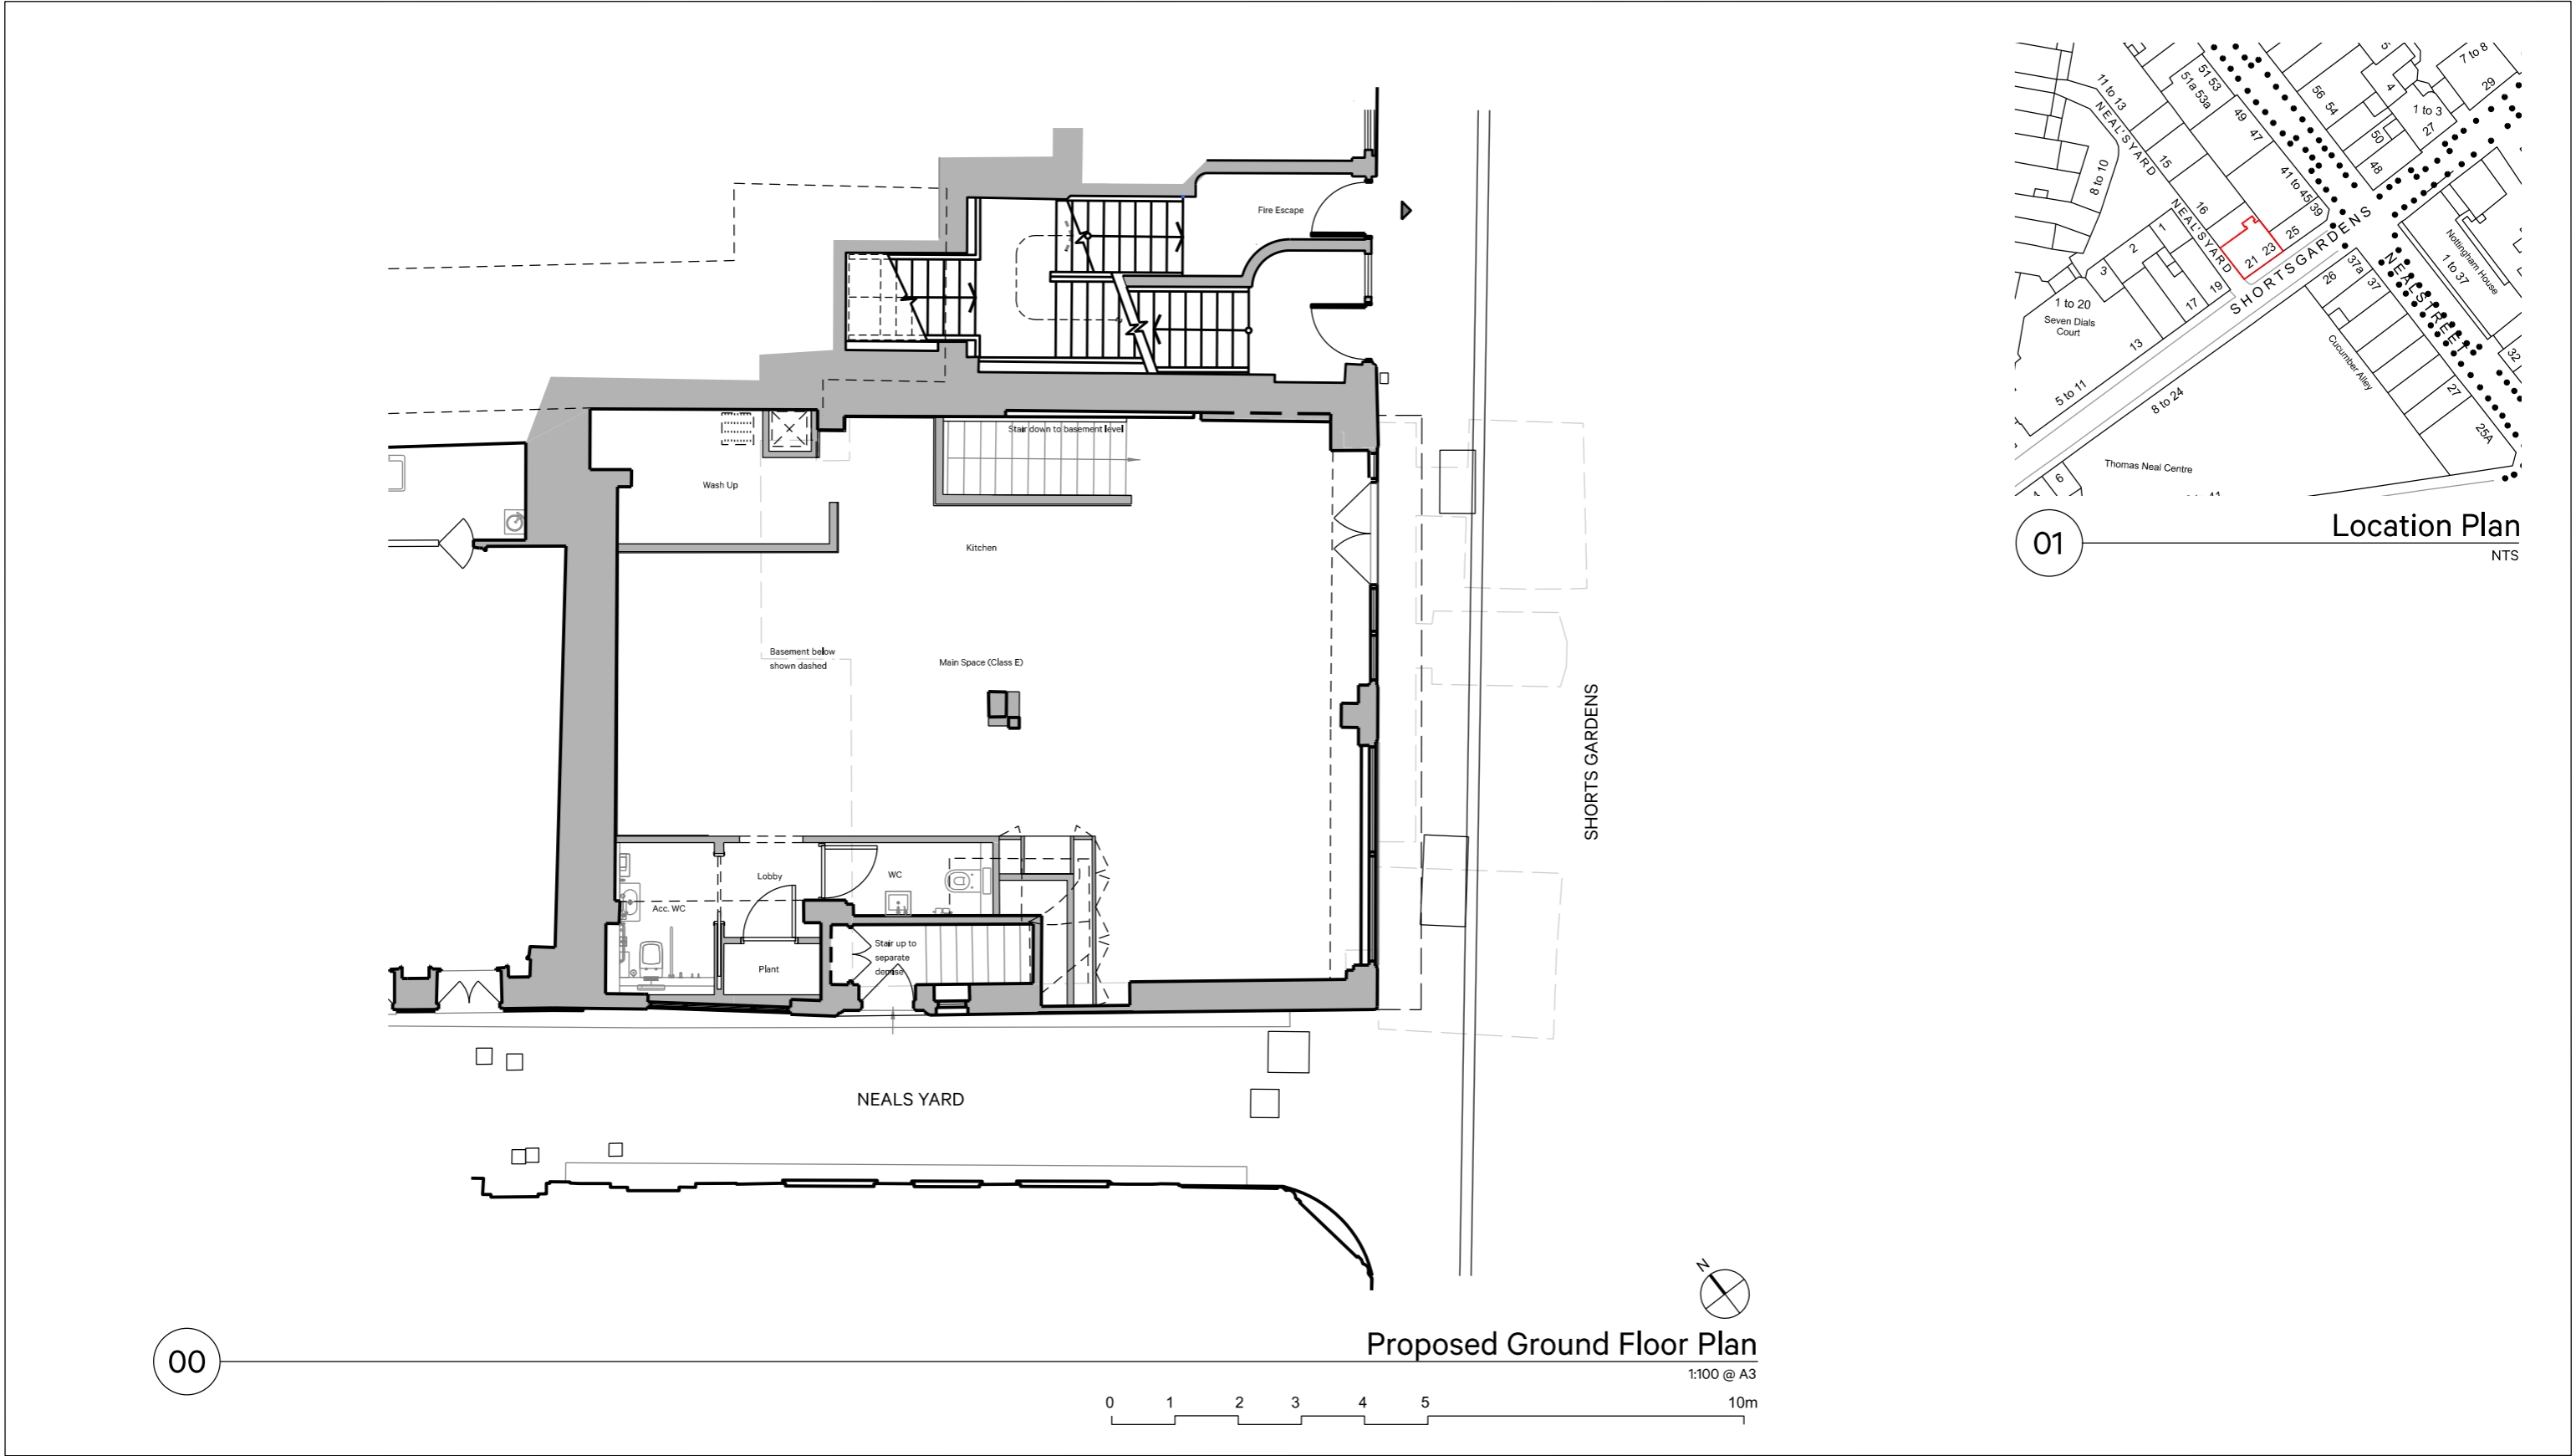 Fire Escape
Stair down to basement level
Wash Up
Kitchen
Basement below
shown dashed
Main Space (Class E)
SHORTS GARDENS
Lobby
WC
Acc. WC
Stair up to
separate
demise
Plant
NEALS YARD
N
00
Proposed Ground Floor Plan
1:100 @ A3
0 1 2 3 4 5 10m
11 to 13
NEAL'S YARD
51 53
51a 53a
49
47
56
54
5
4
7 to 8
29
1 to 3
27
50
48
15
8 to 10
16
41 to 45
39
NEAL'S YARD
1
2
3
25
23
21
SHORTS GARDENS
19
17
1 to 20
Seven Dials
Court
13
5 to 11
8 to 24
26
37a
37
NEAL STREET
Nottingham House
1 to 37
32
Cucumber Alley
27
25A
Thomas Neal Centre
6
01
Location Plan
NTS